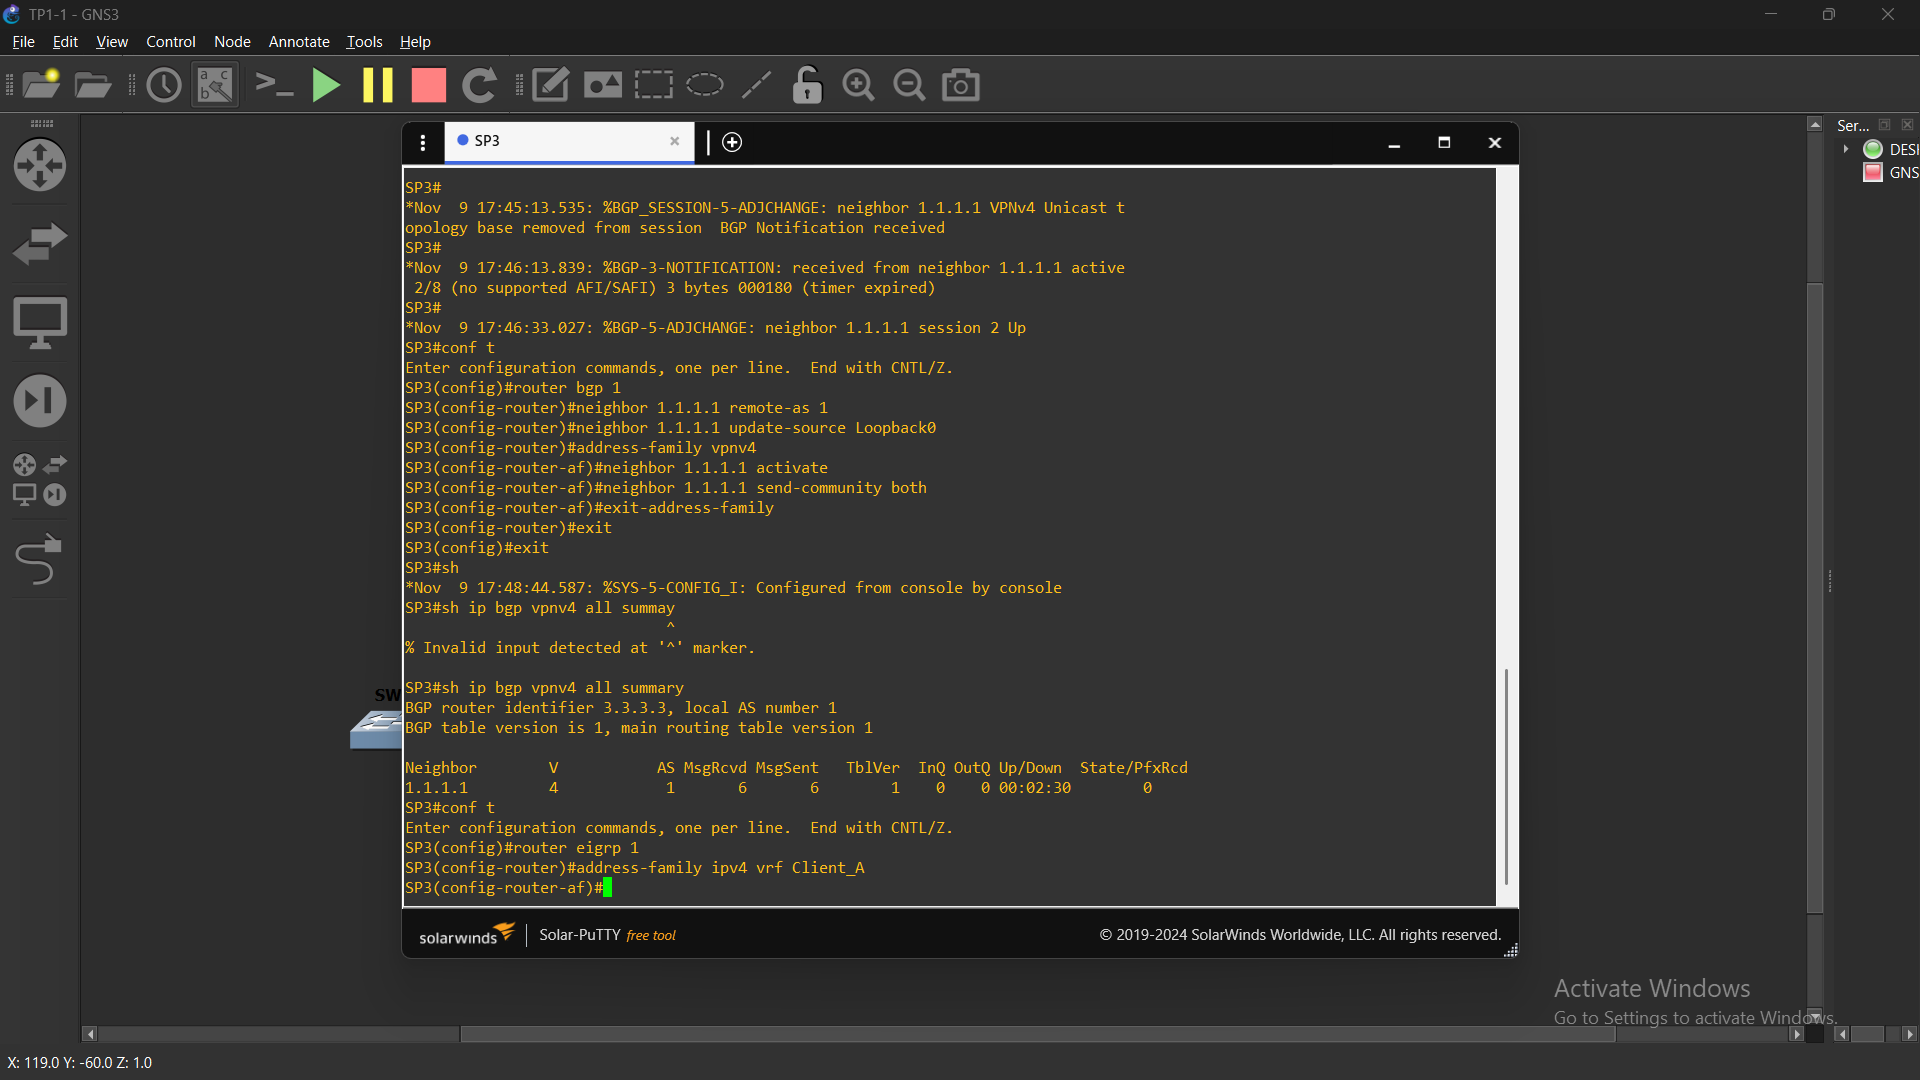 TP1-1 - GNS3
File Edit View Control Node Annotate Tools Help
a c
b
>_
SP3
Ser...
DESI
GNS
SP3#
*Nov  9 17:45:13.535: %BGP_SESSION-5-ADJCHANGE: neighbor 1.1.1.1 VPNv4 Unicast t
opology base removed from session  BGP Notification received
SP3#
*Nov  9 17:46:13.839: %BGP-3-NOTIFICATION: received from neighbor 1.1.1.1 active
 2/8 (no supported AFI/SAFI) 3 bytes 000180 (timer expired)
SP3#
*Nov  9 17:46:33.027: %BGP-5-ADJCHANGE: neighbor 1.1.1.1 session 2 Up
SP3#conf t
Enter configuration commands, one per line.  End with CNTL/Z.
SP3(config)#router bgp 1
SP3(config-router)#neighbor 1.1.1.1 remote-as 1
SP3(config-router)#neighbor 1.1.1.1 update-source Loopback0
SP3(config-router)#address-family vpnv4
SP3(config-router-af)#neighbor 1.1.1.1 activate
SP3(config-router-af)#neighbor 1.1.1.1 send-community both
SP3(config-router-af)#exit-address-family
SP3(config-router)#exit
SP3(config)#exit
SP3#sh
*Nov  9 17:48:44.587: %SYS-5-CONFIG_I: Configured from console by console
SP3#sh ip bgp vpnv4 all summay
                             ^
% Invalid input detected at '^' marker.
SP3#sh ip bgp vpnv4 all summary
BGP router identifier 3.3.3.3, local AS number 1
BGP table version is 1, main routing table version 1
Neighbor        V           AS MsgRcvd MsgSent   TblVer  InQ OutQ Up/Down  State/PfxRcd
1.1.1.1         4            1       6       6        1    0    0 00:02:30        0
SP3#conf t
Enter configuration commands, one per line.  End with CNTL/Z.
SP3(config)#router eigrp 1
SP3(config-router)#address-family ipv4 vrf Client_A
SP3(config-router-af)#
SW
solarwinds Solar-PuTTY free tool © 2019-2024 SolarWinds Worldwide, LLC. All rights reserved.
Activate Windows
Go to Settings to activate Windows.
X: 119.0 Y: -60.0 Z: 1.0